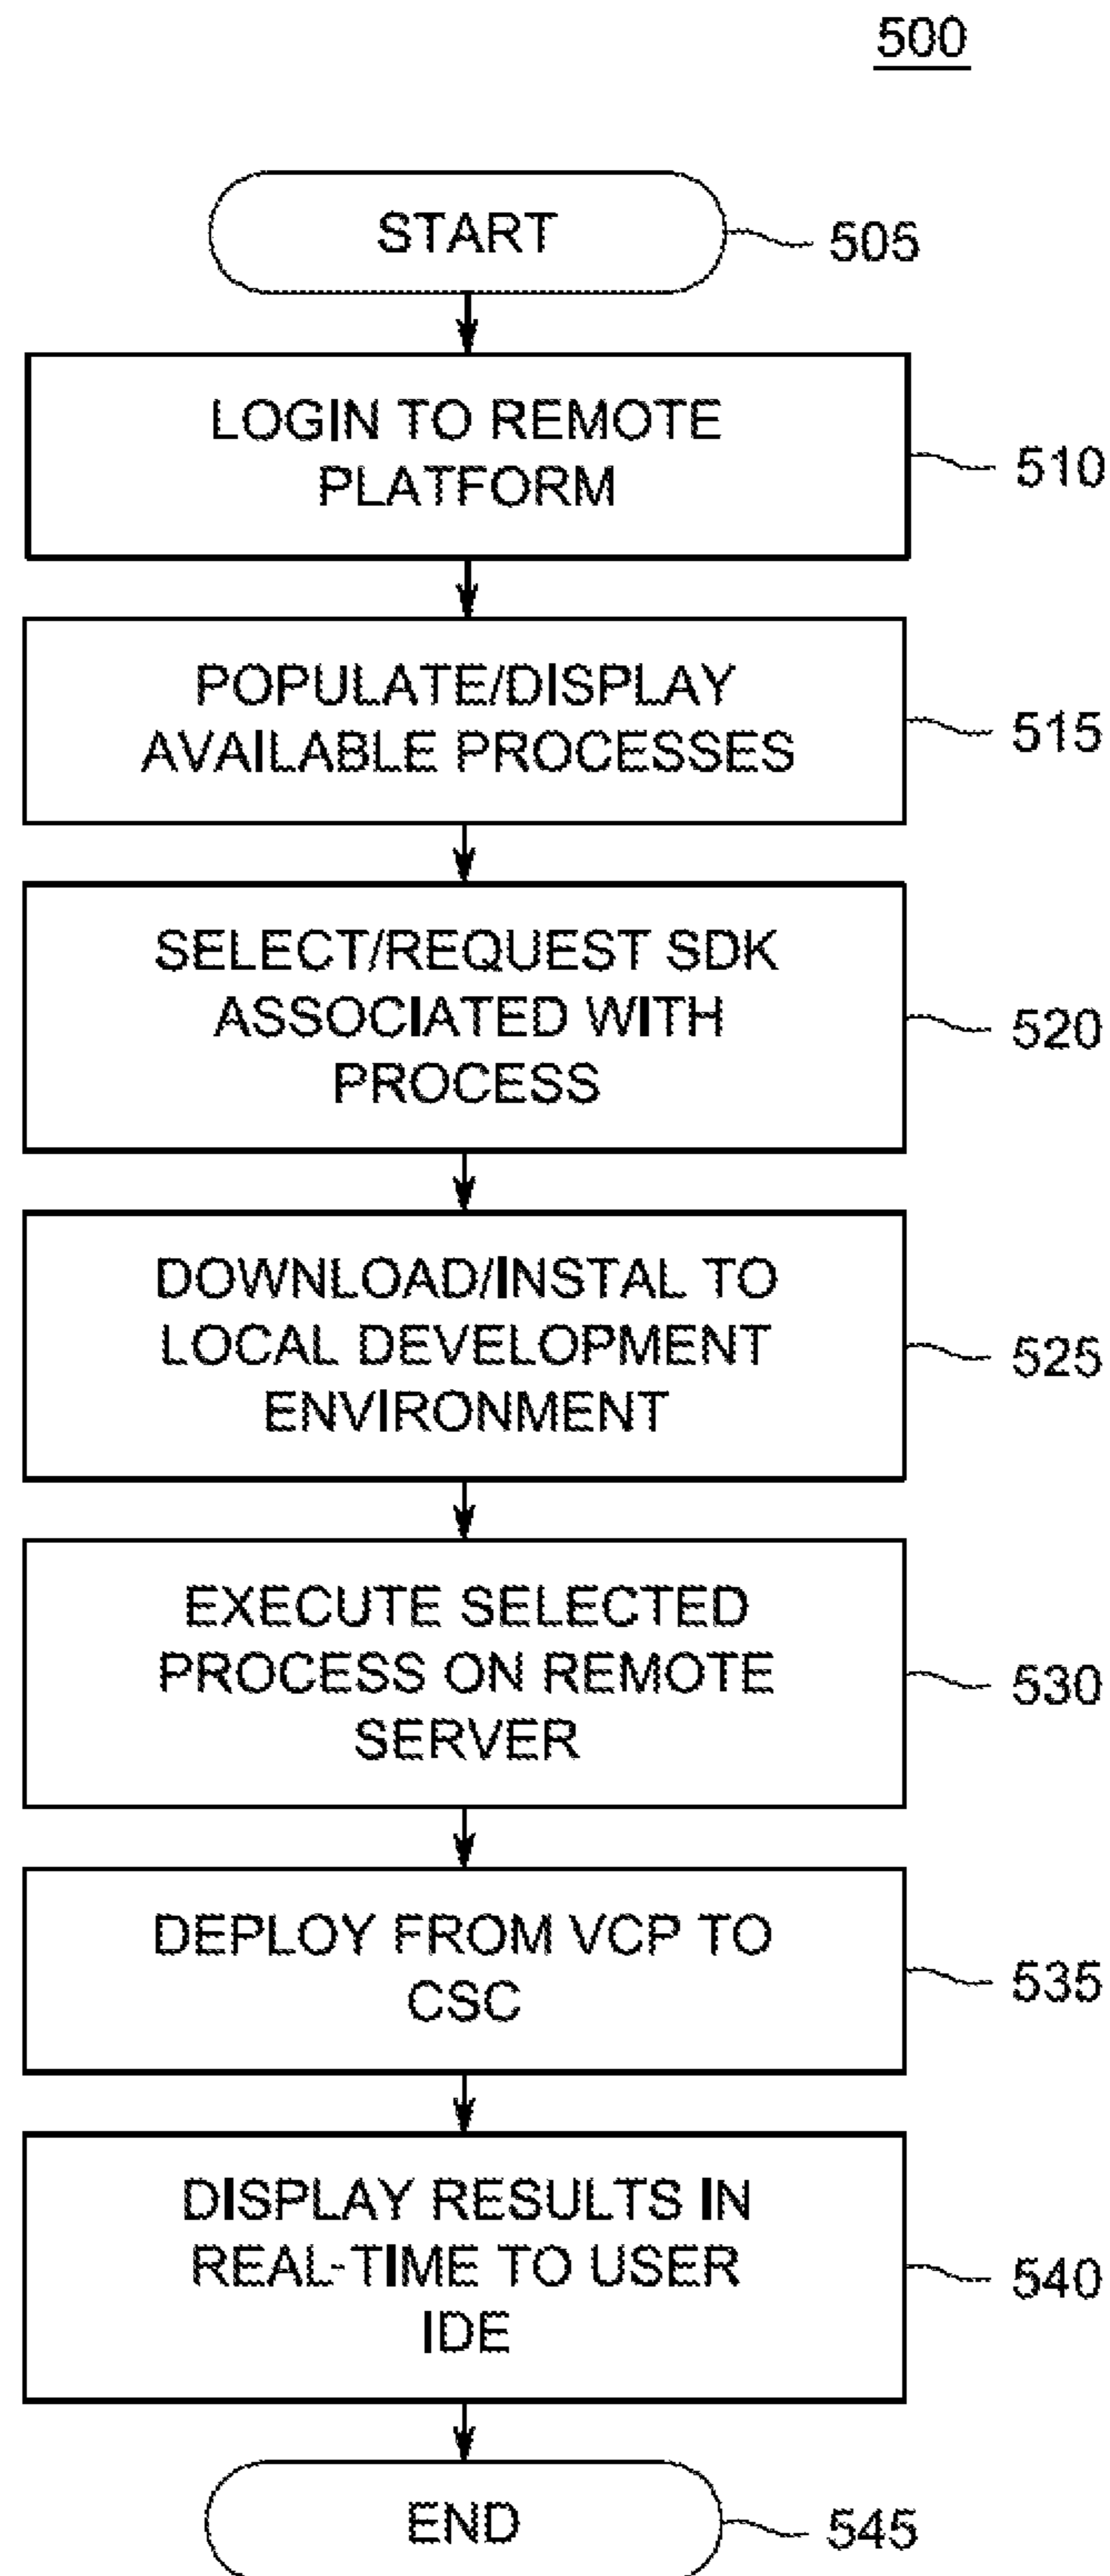 500
START
505
LOGIN TO REMOTE
PLATFORM
510
POPULATE/DISPLAY
AVAILABLE PROCESSES
515
SELECT/REQUEST SDK
ASSOCIATED WITH
PROCESS
520
DOWNLOAD/INSTAL TO
LOCAL DEVELOPMENT
ENVIRONMENT
525
EXECUTE SELECTED
PROCESS ON REMOTE
SERVER
530
DEPLOY FROM VCP TO
CSC
535
DISPLAY RESULTS IN
REAL-TIME TO USER
IDE
540
END
545